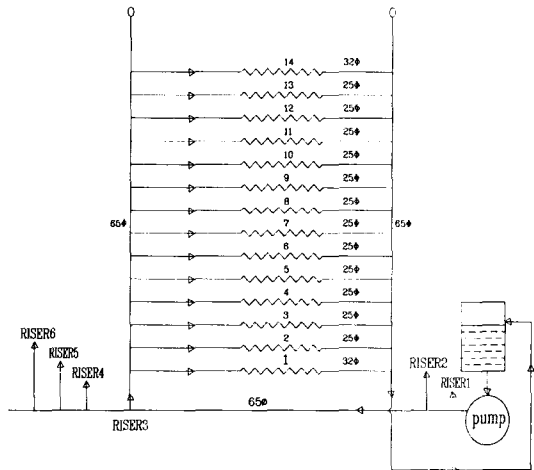 0 0
14 32Φ
13 25Φ
12 25Φ
11 25Φ
10 25Φ
9 25Φ
8 25Φ
65Φ 7 25Φ 65Φ
6 25Φ
5 25Φ
4 25Φ
3 25Φ
2 25Φ
1 32Φ
RISER6
RISER5
RISER4
RISER3
65Φ
RISER2
RISER1
pump